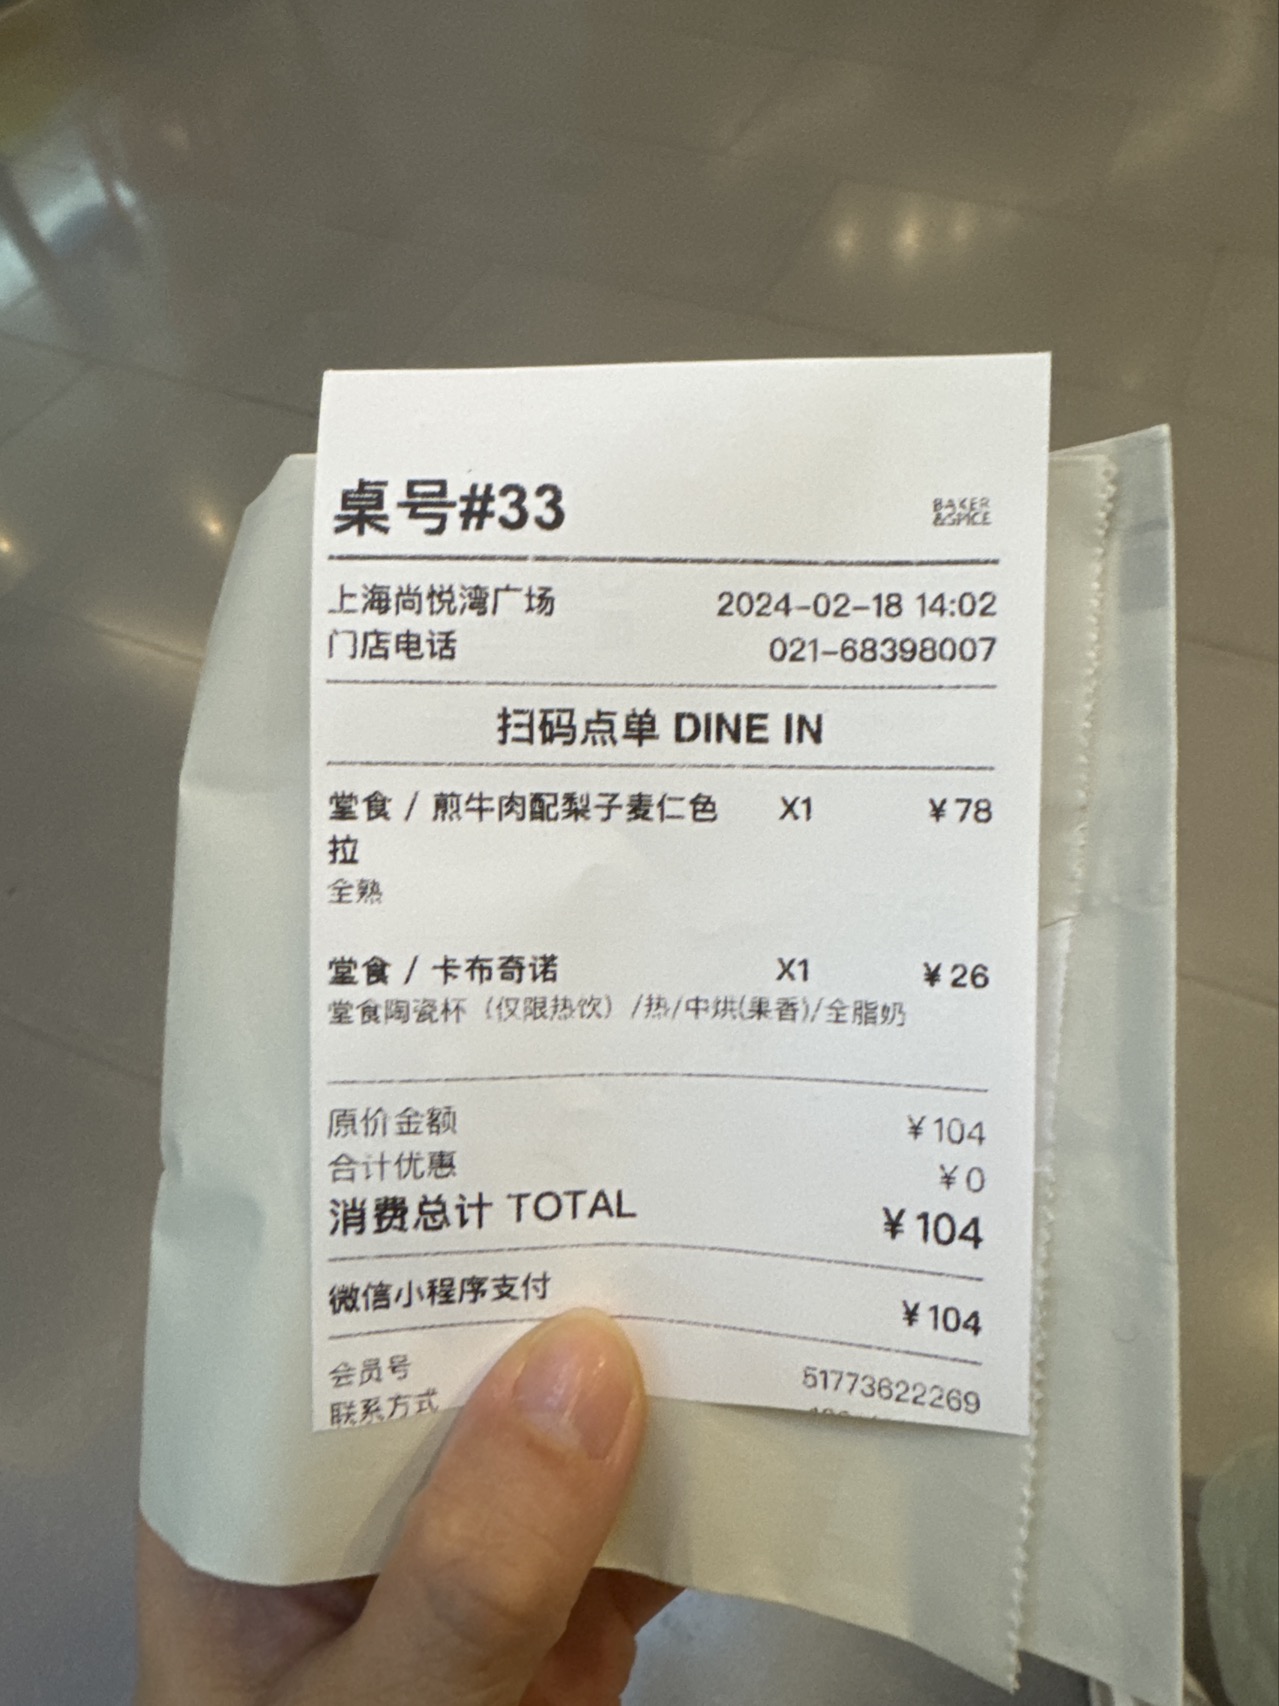 桌号#33
BAKER
&SPICE
上海尚悦湾广场 2024-02-18 14:02
门店电话 021-68398007
扫码点单 DINE IN
堂食 / 煎牛肉配梨子麦仁色 X1 ¥78
拉
全熟
堂食 / 卡布奇诺 X1 ¥26
堂食陶瓷杯（仅限热饮）/热/中烘(果香)/全脂奶
原价金额 ¥104
合计优惠 ¥0
消费总计 TOTAL ¥104
微信小程序支付 ¥104
会员号 51773622269
联系方式